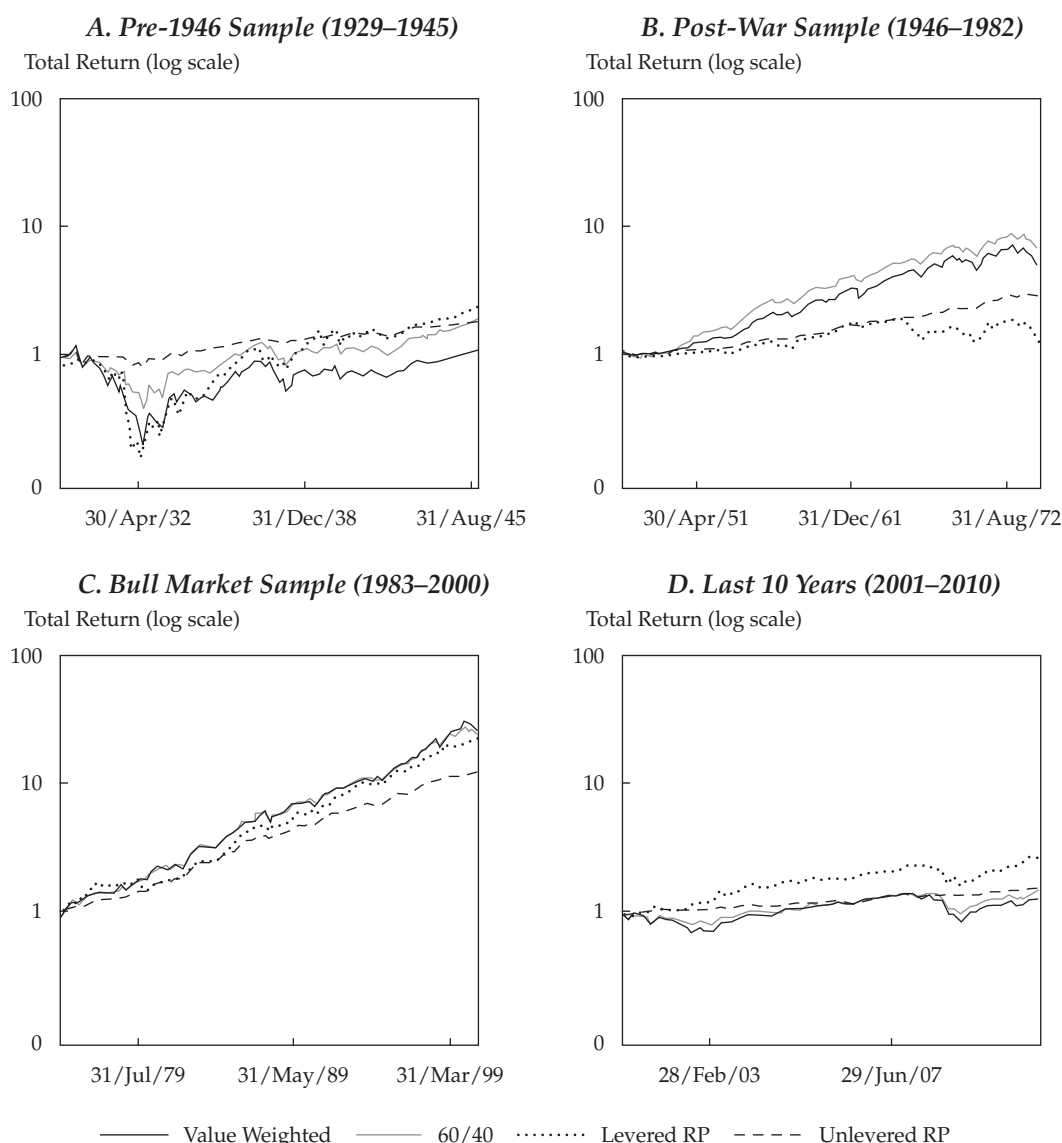 A. Pre-1946 Sample (1929–1945)
Total Return (log scale)
100
10
1
0
30/Apr/32 31/Dec/38 31/Aug/45
B. Post-War Sample (1946–1982)
Total Return (log scale)
100
10
1
0
30/Apr/51 31/Dec/61 31/Aug/72
C. Bull Market Sample (1983–2000)
Total Return (log scale)
100
10
1
0
31/Jul/79 31/May/89 31/Mar/99
D. Last 10 Years (2001–2010)
Total Return (log scale)
100
10
1
0
28/Feb/03 29/Jun/07
Value Weighted 60/40 Levered RP Unlevered RP